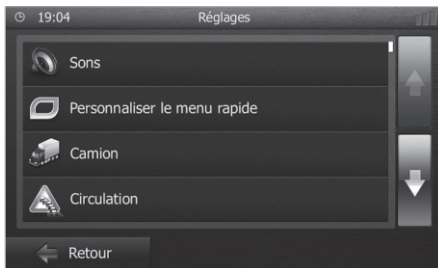 19:04 Réglages
Sons
Personnaliser le menu rapide
Camion
Circulation
Retour